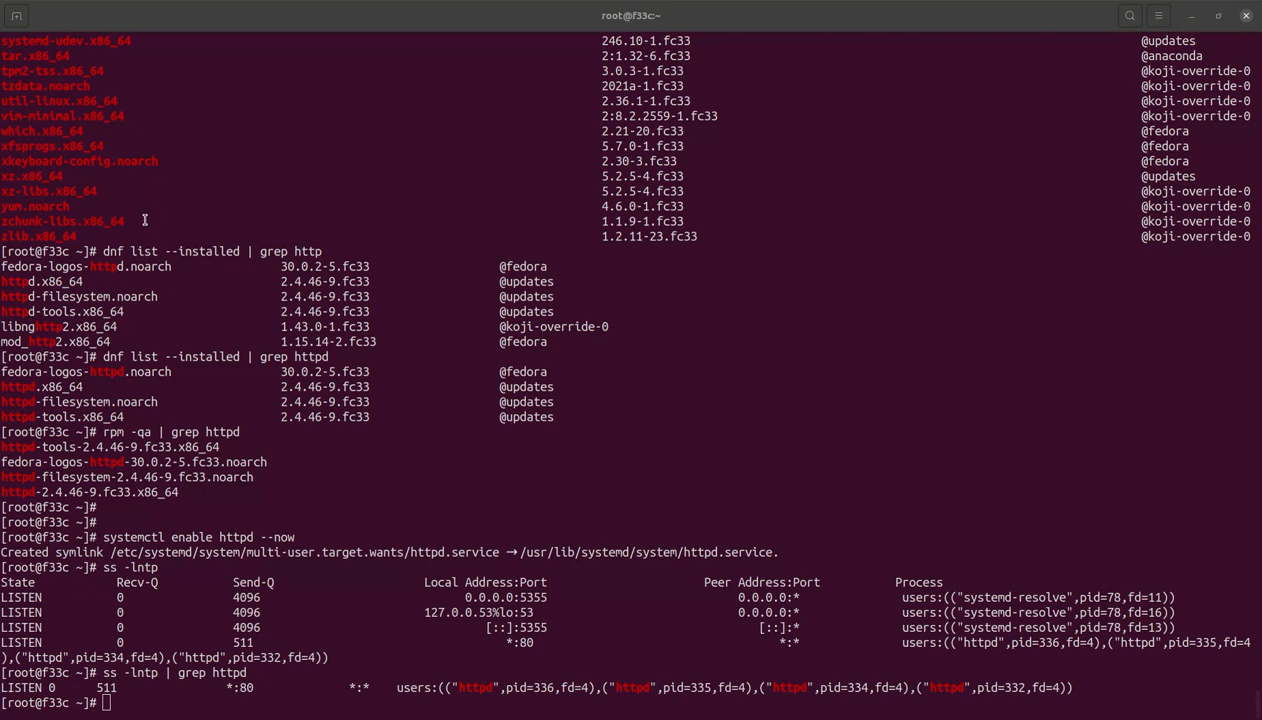 root@f33c:~
systemd-udev.x86_64 246.10-1.fc33 @updates
tar.x86_64 2:1.32-6.fc33 @anaconda
tpm2-tss.x86_64 3.0.3-1.fc33 @koji-override-0
tzdata.noarch 2021a-1.fc33 @koji-override-0
util-linux.x86_64 2.36.1-1.fc33 @koji-override-0
vim-minimal.x86_64 2:8.2.2559-1.fc33 @koji-override-0
which.x86_64 2.21-20.fc33 @fedora
xfsprogs.x86_64 5.7.0-1.fc33 @fedora
xkeyboard-config.noarch 2.30-3.fc33 @fedora
xz.x86_64 5.2.5-4.fc33 @updates
xz-libs.x86_64 5.2.5-4.fc33 @koji-override-0
yum.noarch 4.6.0-1.fc33 @koji-override-0
zchunk-libs.x86_64 1.1.9-1.fc33 @koji-override-0
zlib.x86_64 1.2.11-23.fc33 @koji-override-0
[root@f33c ~]# dnf list --installed | grep http
fedora-logos-httpd.noarch 30.0.2-5.fc33 @fedora
httpd.x86_64 2.4.46-9.fc33 @updates
httpd-filesystem.noarch 2.4.46-9.fc33 @updates
httpd-tools.x86_64 2.4.46-9.fc33 @updates
libnghttp2.x86_64 1.43.0-1.fc33 @koji-override-0
mod_http2.x86_64 1.15.14-2.fc33 @fedora
[root@f33c ~]# dnf list --installed | grep httpd
fedora-logos-httpd.noarch 30.0.2-5.fc33 @fedora
httpd.x86_64 2.4.46-9.fc33 @updates
httpd-filesystem.noarch 2.4.46-9.fc33 @updates
httpd-tools.x86_64 2.4.46-9.fc33 @updates
[root@f33c ~]# rpm -qa | grep httpd
httpd-tools-2.4.46-9.fc33.x86_64
fedora-logos-httpd-30.0.2-5.fc33.noarch
httpd-filesystem-2.4.46-9.fc33.noarch
httpd-2.4.46-9.fc33.x86_64
[root@f33c ~]#
[root@f33c ~]#
[root@f33c ~]# systemctl enable httpd --now
Created symlink /etc/systemd/system/multi-user.target.wants/httpd.service → /usr/lib/systemd/system/httpd.service.
[root@f33c ~]# ss -lntp
State Recv-Q Send-Q Local Address:Port Peer Address:Port Process
LISTEN 0 4096 0.0.0.0:5355 0.0.0.0:* users:(("systemd-resolve",pid=78,fd=11))
LISTEN 0 4096 127.0.0.53%lo:53 0.0.0.0:* users:(("systemd-resolve",pid=78,fd=16))
LISTEN 0 4096 [::]:5355 [::]:* users:(("systemd-resolve",pid=78,fd=13))
LISTEN 0 511 *:80 *:* users:(("httpd",pid=336,fd=4),("httpd",pid=335,fd=4
),("httpd",pid=334,fd=4),("httpd",pid=332,fd=4))
[root@f33c ~]# ss -lntp | grep httpd
LISTEN 0 511 *:80 *:* users:(("httpd",pid=336,fd=4),("httpd",pid=335,fd=4),("httpd",pid=334,fd=4),("httpd",pid=332,fd=4))
[root@f33c ~]#